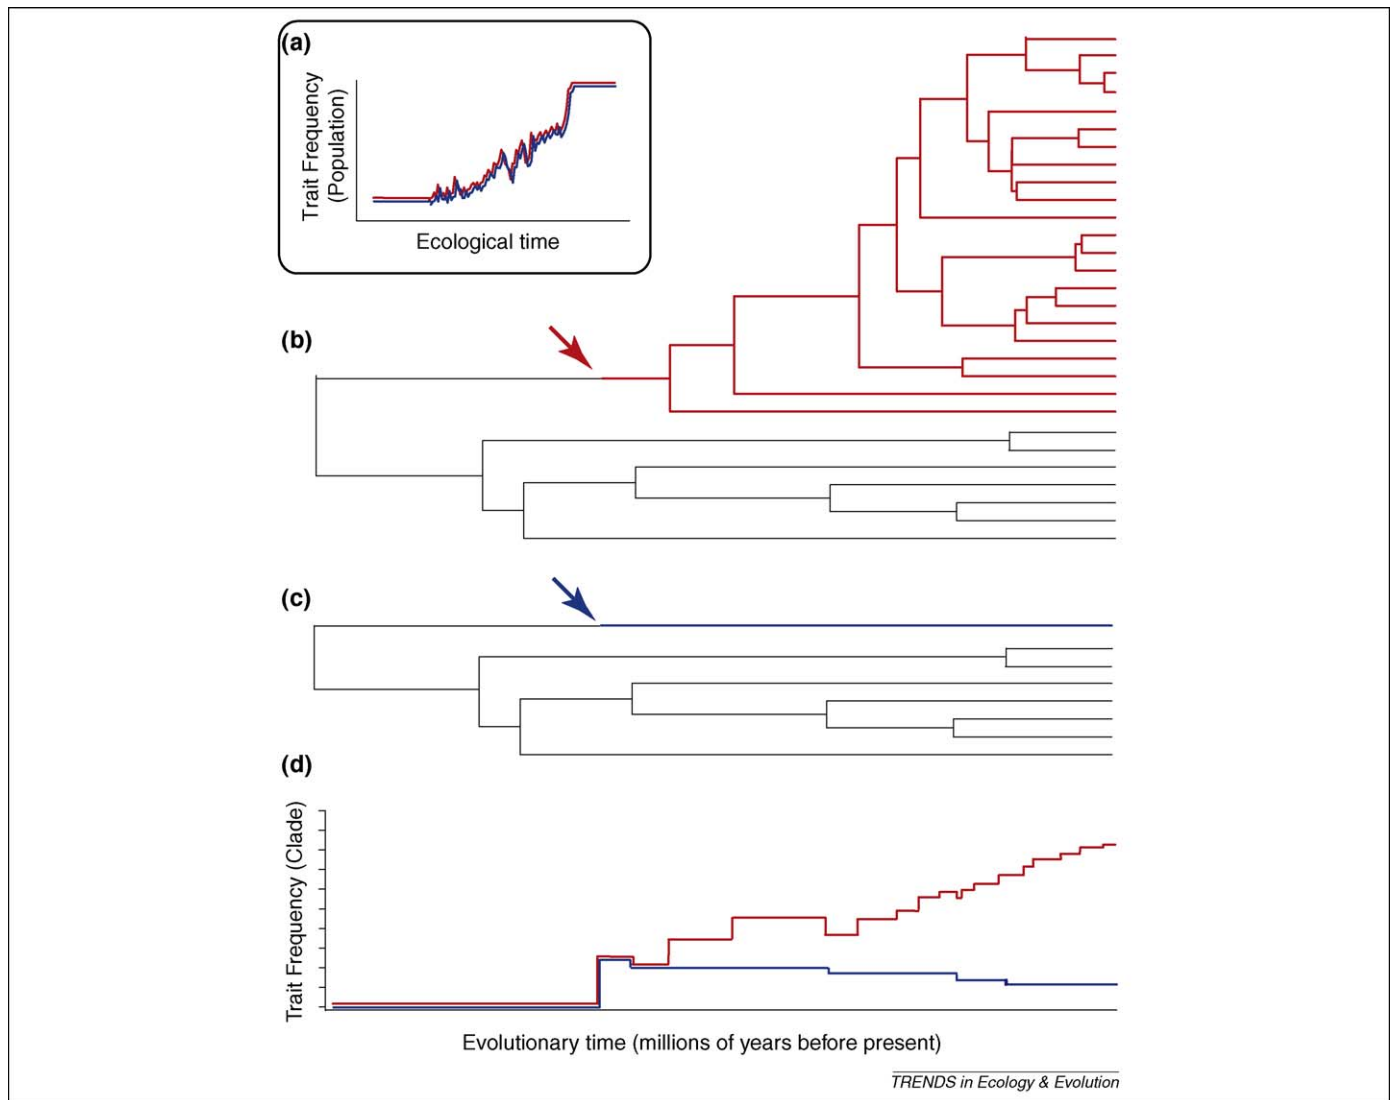 (a)
Trait Frequency
(Population)
Ecological time
(b)
(c)
(d)
Trait Frequency (Clade)
Evolutionary time (millions of years before present)
TRENDS in Ecology & Evolution